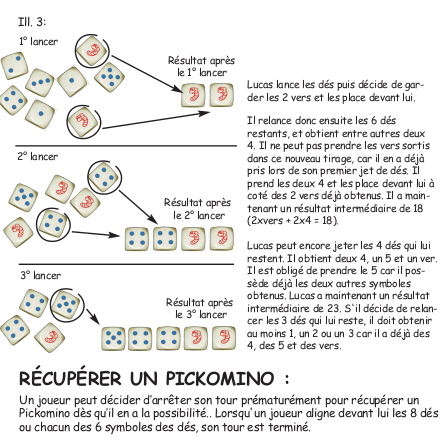 Ill. 3:
1° lancer
Résultat après
le 1° lancer
Lucas lance les dés puis décide de gar-
der les 2 vers et les place devant lui.
Il relance donc ensuite les 6 dés
restants, et obtient entre autres deux
4. Il ne peut pas prendre les vers sortis
dans ce nouveau tirage, car il en a déjà
pris lors de son premier jet de dés. Il
prend les deux 4 et les place devant lui à
coté des 2 vers déjà obtenus. Il a main-
tenant un résultat intermédiaire de 18
(2xvers + 2x4 = 18).
2° lancer
Résultat après
le 2° lancer
Lucas peut encore jeter les 4 dés qui lui
restent. Il obtient deux 4, un 5 et un ver.
Il est obligé de prendre le 5 car il pos-
sède déjà les deux autres symboles
obtenus. Lucas a maintenant un résultat
intermédiaire de 23. S'il décide de relan-
cer les 3 dés qui lui reste, il doit obtenir
au moins 1, un 2 ou un 3 car il a déjà des
4, des 5 et des vers.
3° lancer
Résultat après
le 3° lancer
RÉCUPÉRER UN PICKOMINO :
Un joueur peut décider d'arrêter son tour prématurément pour récupérer un
Pickomino dès qu'il en a la possibilité.. Lorsqu'un joueur aligne devant lui les 8 dés
ou chacun des 6 symboles des dés, son tour est terminé.